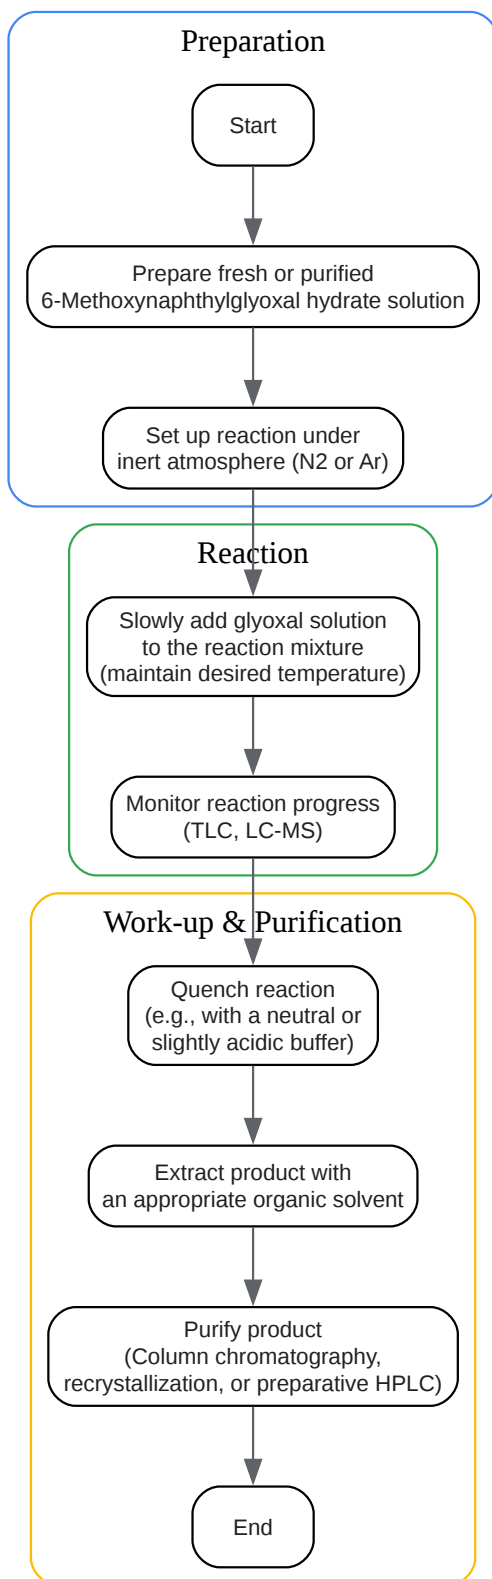 Preparation
Start
Prepare fresh or purified
6-Methoxynaphthylglyoxal hydrate solution
Set up reaction under
inert atmosphere (N2 or Ar)
Reaction
Slowly add glyoxal solution
to the reaction mixture
(maintain desired temperature)
Monitor reaction progress
(TLC, LC-MS)
Work-up & Purification
Quench reaction
(e.g., with a neutral or
slightly acidic buffer)
Extract product with
an appropriate organic solvent
Purify product
(Column chromatography,
recrystallization, or preparative HPLC)
End